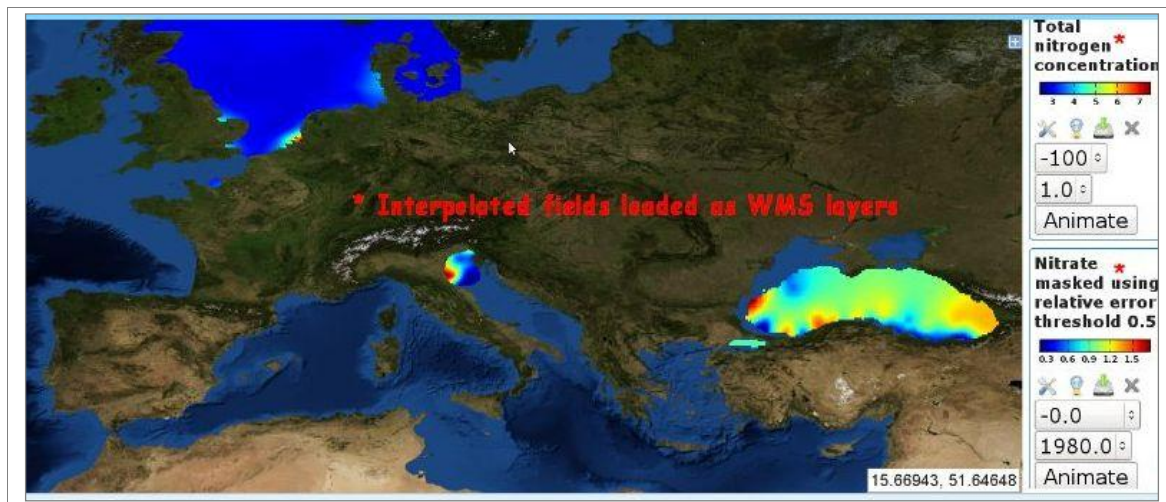 Total
nitrogen *
concentration
3 4 5 6 7
-100
1.0
Animate
* Interpolated fields loaded as WMS layers
Nitrate *
masked using
relative error
threshold 0.5
0.3 0.6 0.9 1.2 1.5
-0.0
1980.0
Animate
15.66943, 51.64648